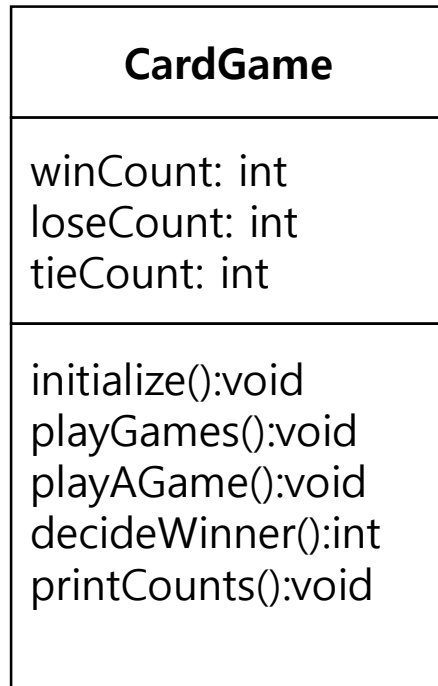 CardGame
winCount: int
loseCount: int
tieCount: int
initialize():void
playGames():void
playAGame():void
decideWinner():int
printCounts():void